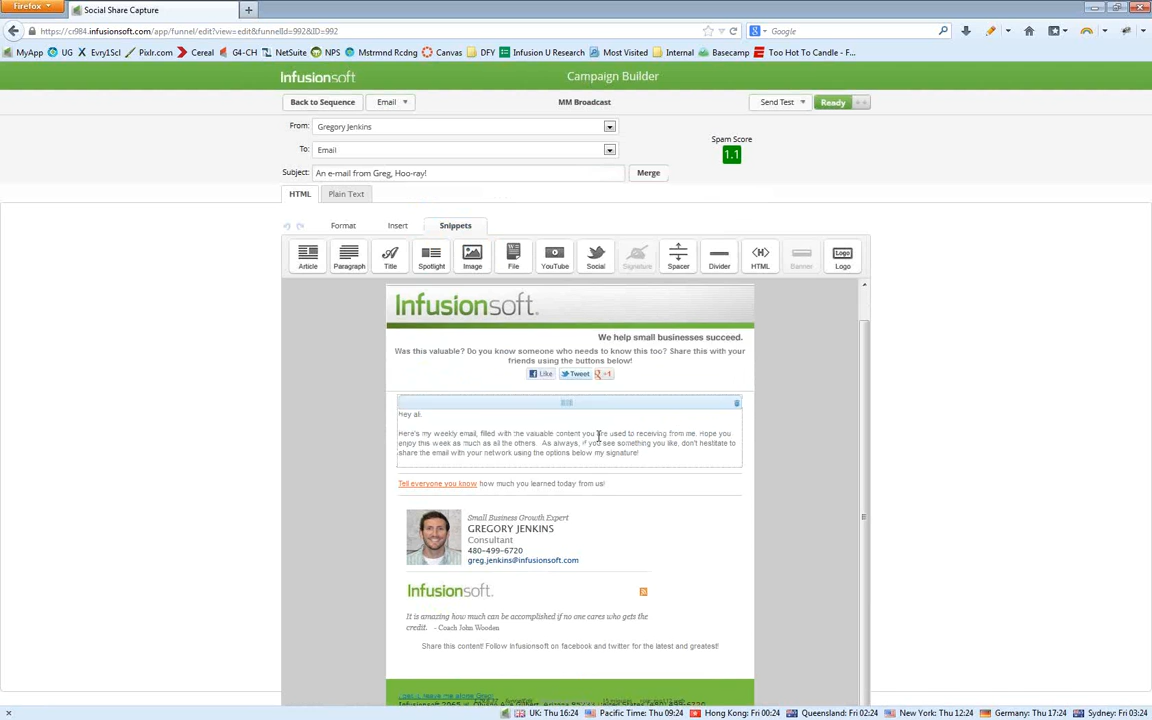 Firefox
Social Share Capture
https://cr984.infusionsoft.com/app/funnel/edit?view=edit&funnelId=992&ID=992
Google
MyApp UG Evry1Scl Pixlr.com Cereal G4-CH NetSuite NPS Mstrmnd Rcdng Canvas DFY Infusion U Research Most Visited Internal Basecamp Too Hot To Candle - F...
Infusionsoft Campaign Builder
Back to Sequence Email MM Broadcast Send Test Ready
From: Gregory Jenkins
Spam Score
To: Email
1.1
Subject: An e-mail from Greg, Hoo-ray! Merge
HTML Plain Text
Format Insert Snippets
Article Paragraph Title Spotlight Image File YouTube Social Signature Spacer Divider HTML Banner Logo
Logo
Infusionsoft.
We help small businesses succeed.
Was this valuable? Do you know someone who needs to know this too? Share this with your
friends using the buttons below!
Like Tweet +1
Hey all,
Here's my weekly email, filled with the valuable content you are used to receiving from me. Hope you
enjoy this week as much as all the others. As always, if you see something you like, don't hestitate to
share the email with your network using the options below my signature!
Tell everyone you know how much you learned today from us!
Small Business Growth Expert
GREGORY JENKINS
Consultant
480-499-6720
greg.jenkins@infusionsoft.com
Infusionsoft.
It is amazing how much can be accomplished if no one cares who gets the
credit. - Coach John Wooden
Share this content! Follow Infusionsoft on facebook and twitter for the latest and greatest!
UK: Thu 16:24 Pacific Time: Thu 09:24 Hong Kong: Fri 00:24 Queensland: Fri 02:24 New York: Thu 12:24 Germany: Thu 17:24 Sydney: Fri 03:24